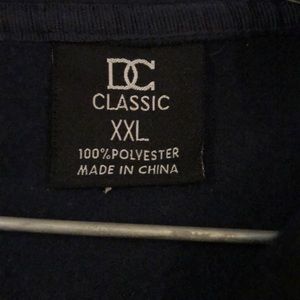 DC
CLASSIC
XXL
100%POLYESTER
MADE IN CHINA